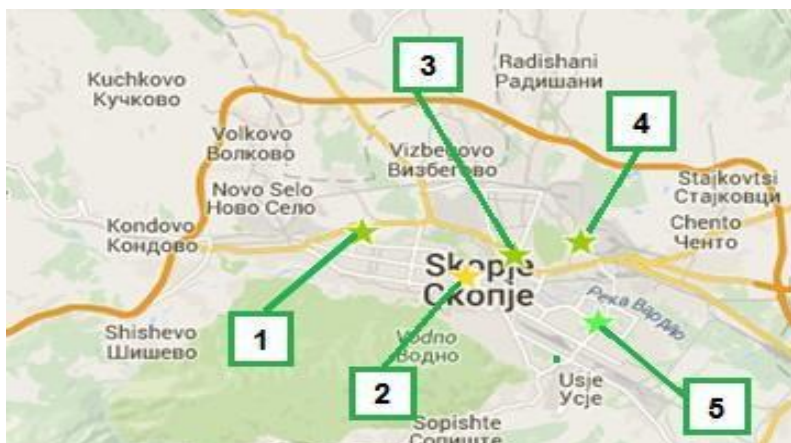 3
Radishani
Радишани
Kuchkovo
Кучково
4
Volkovo
Волково
Vizbegovo
Визбегово
Stajkovtsi
Стајковци
Novo Selo
Ново Село
Chento
Ченто
Kondovo
Кондово
Skopje
Скопје
Река Вардар
Shishevo
Шишево
1
Vodno
Водно
2
Usje
Усје
5
Sopishte
Сопиште